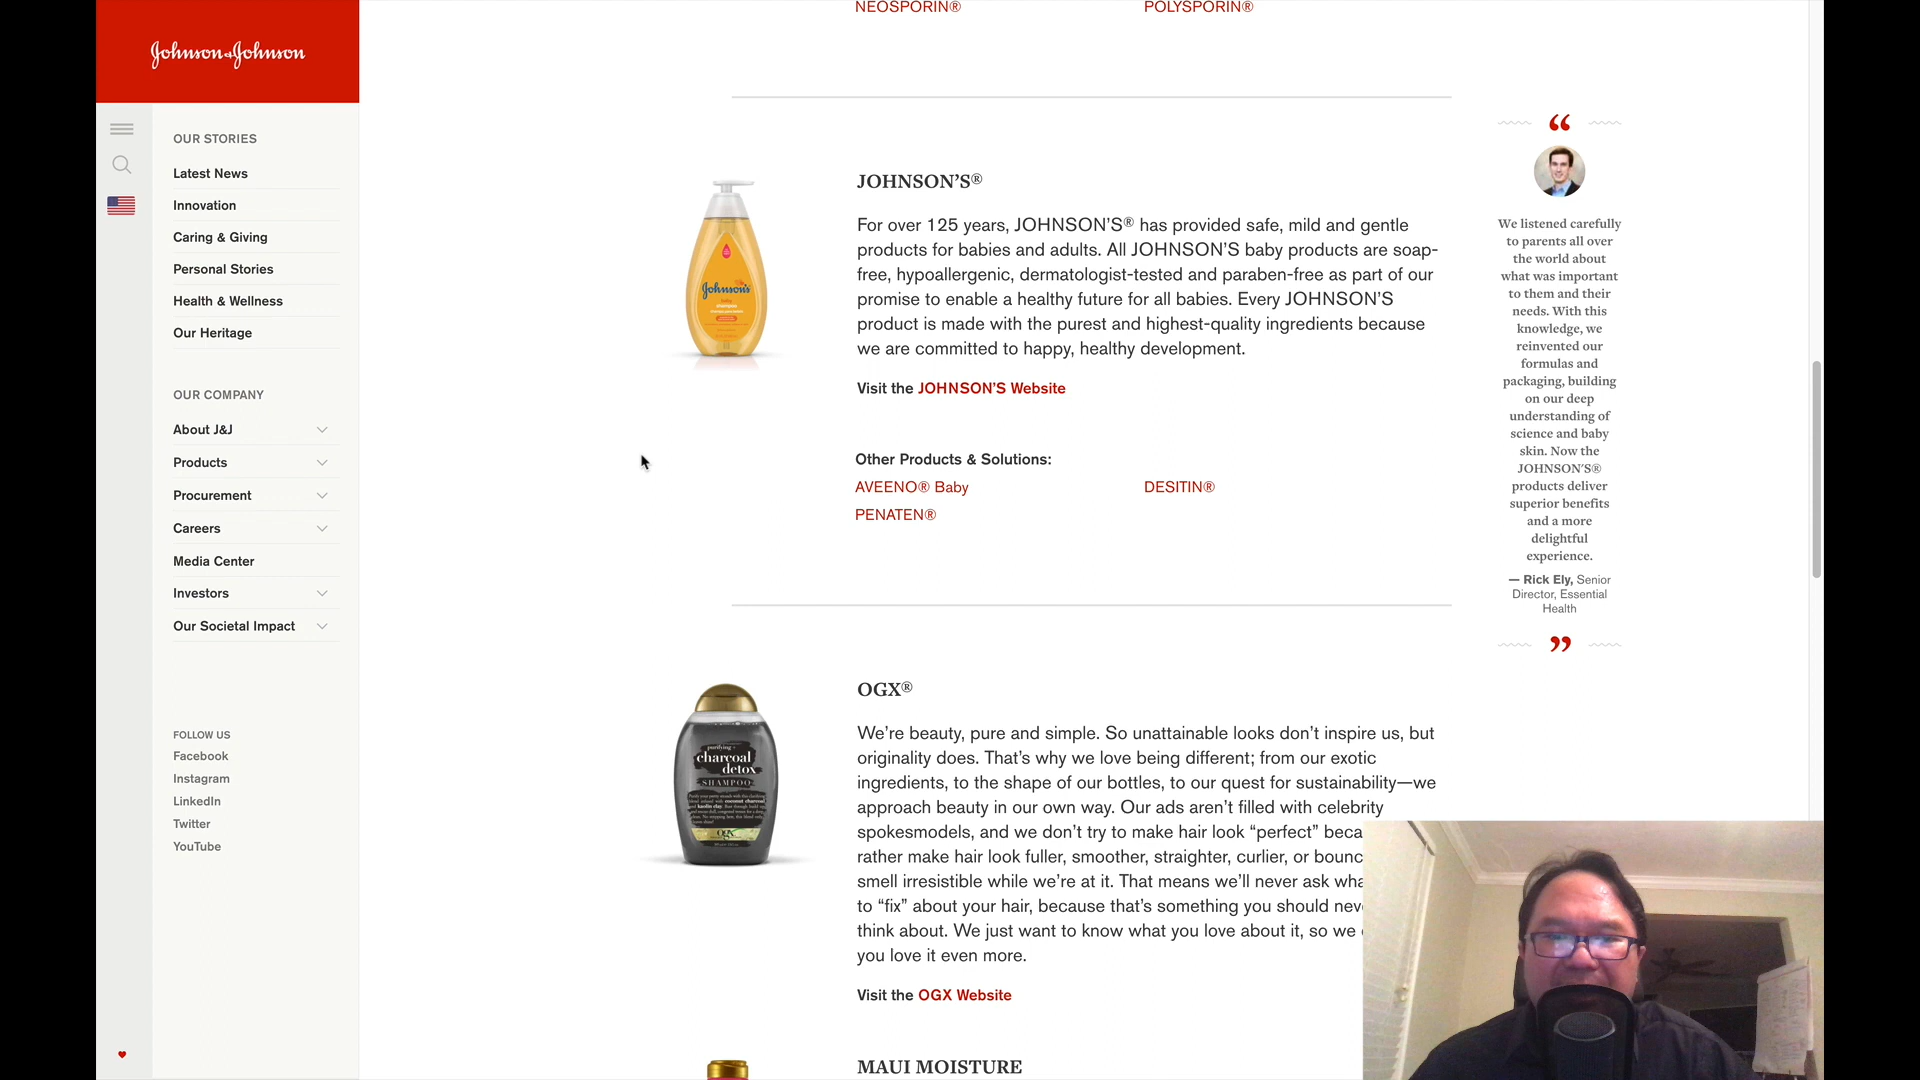 Johnson & Johnson
OUR STORIES
Latest News
Innovation
Caring & Giving
Personal Stories
Health & Wellness
Our Heritage
OUR COMPANY
About J&J
Products
Procurement
Careers
Media Center
Investors
Our Societal Impact
FOLLOW US
Facebook
Instagram
LinkedIn
Twitter
YouTube
NEOSPORIN®
POLYSPORIN®
Johnson's
baby
shampoo
JOHNSON'S®
For over 125 years, JOHNSON'S® has provided safe, mild and gentle
products for babies and adults. All JOHNSON'S baby products are soap-
free, hypoallergenic, dermatologist-tested and paraben-free as part of our
promise to enable a healthy future for all babies. Every JOHNSON'S
product is made with the purest and highest-quality ingredients because
we are committed to happy, healthy development.
Visit the JOHNSON'S Website
Other Products & Solutions:
AVEENO® Baby
DESITIN®
PENATEN®
“
We listened carefully
to parents all over
the world about
what was important
to them and their
needs. With this
knowledge, we
reinvented our
formulas and
packaging, building
on our deep
understanding of
science and baby
skin. Now the
JOHNSON'S®
products deliver
superior benefits
and a more
delightful
experience.
— Rick Ely, Senior
Director, Essential
Health
”
purifying +
charcoal
detox
SHAMPOO
ogx
OGX®
We're beauty, pure and simple. So unattainable looks don't inspire us, but
originality does. That's why we love being different; from our exotic
ingredients, to the shape of our bottles, to our quest for sustainability—we
approach beauty in our own way. Our ads aren't filled with celebrity
spokesmodels, and we don't try to make hair look “perfect” beca
rather make hair look fuller, smoother, straighter, curlier, or bounc
smell irresistible while we're at it. That means we'll never ask wha
to “fix” about your hair, because that's something you should nev
think about. We just want to know what you love about it, so we
you love it even more.
Visit the OGX Website
MAUI MOISTURE